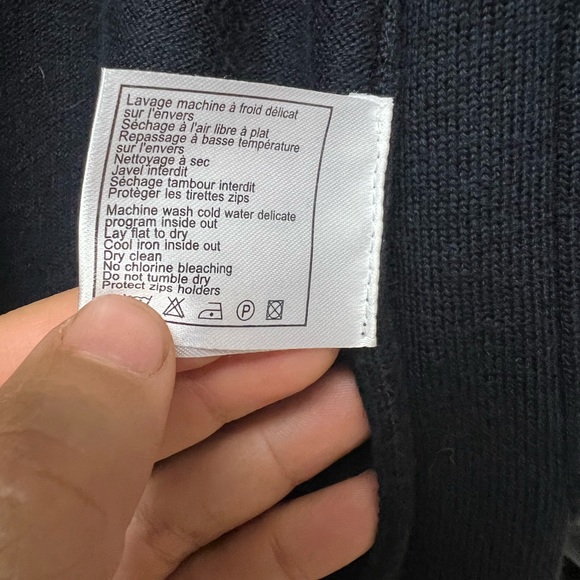 Lavage machine à froid délicat
sur l'envers
Séchage à l'air libre à plat
Repassage à basse température
sur l'envers
Nettoyage à sec
Javel interdit
Séchage tambour interdit
Protéger les tirettes zips
Machine wash cold water delicate
program inside out
Lay flat to dry
Cool iron inside out
Dry clean
No chlorine bleaching
Do not tumble dry
Protect zips holders
P